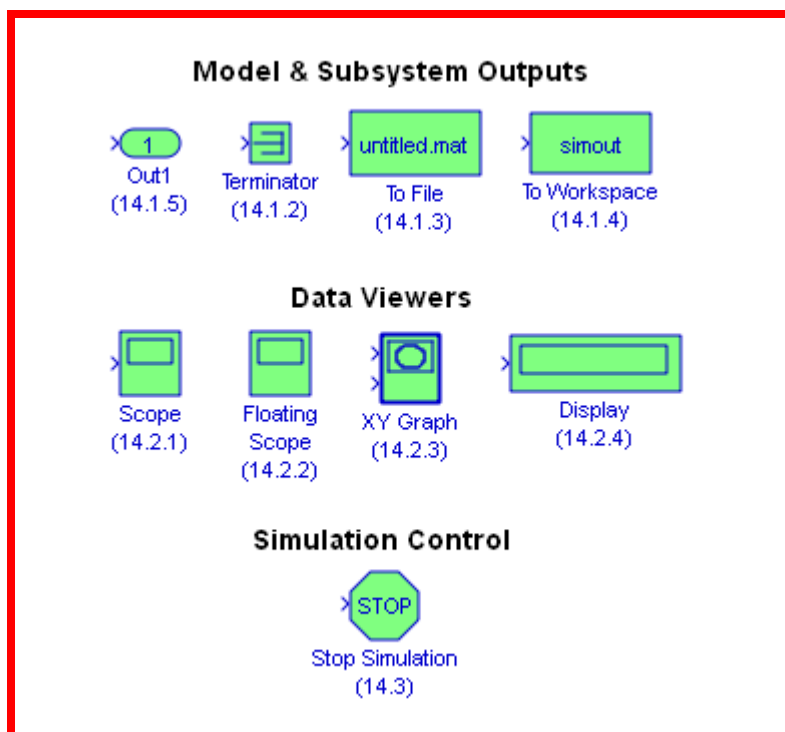 Model & Subsystem Outputs
1 untitled.mat simout
Out1 Terminator To File To Workspace
(14.1.5) (14.1.2) (14.1.3) (14.1.4)
Data Viewers
Scope Floating Scope XY Graph Display
(14.2.1) (14.2.2) (14.2.3) (14.2.4)
Simulation Control
STOP
Stop Simulation
(14.3)